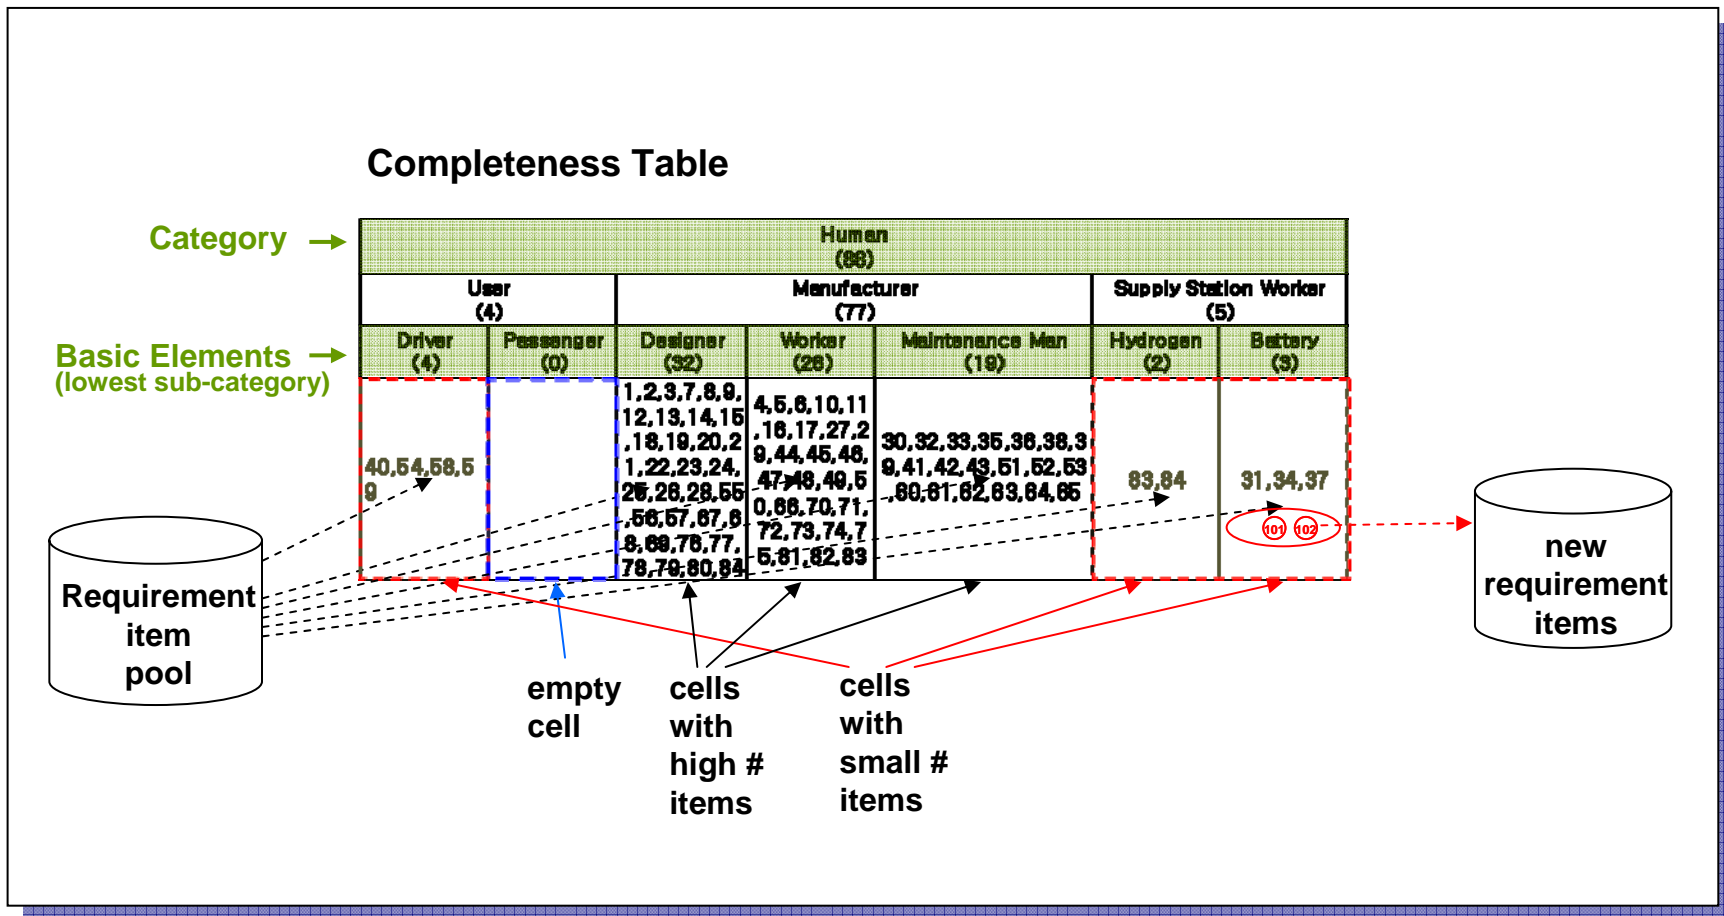 Completeness Table
Category
Human
(86)
User
(4)
Manufacturer
(77)
Supply Station Worker
(5)
Basic Elements
(lowest sub-category)
Driver
(4)
Passenger
(0)
Designer
(32)
Worker
(26)
Maintenance Man
(19)
Hydrogen
(2)
Battery
(3)
40,54,58,5
9
1,2,3,7,8,9,
12,13,14,15
,18,19,20,2
1,22,23,24,
25,26,28,55
,56,57,67,6
8,69,76,77,
78,79,80,84
4,5,6,10,11
,16,17,27,2
9,44,45,46,
47,48,49,5
0,66,70,71,
72,73,74,7
5,81,82,83
30,32,33,35,36,38,3
9,41,42,43,51,52,53
,60,61,62,63,64,65
83,84
31,34,37
101 102
Requirement
item
pool
new
requirement
items
empty
cell
cells
with
high #
items
cells
with
small #
items